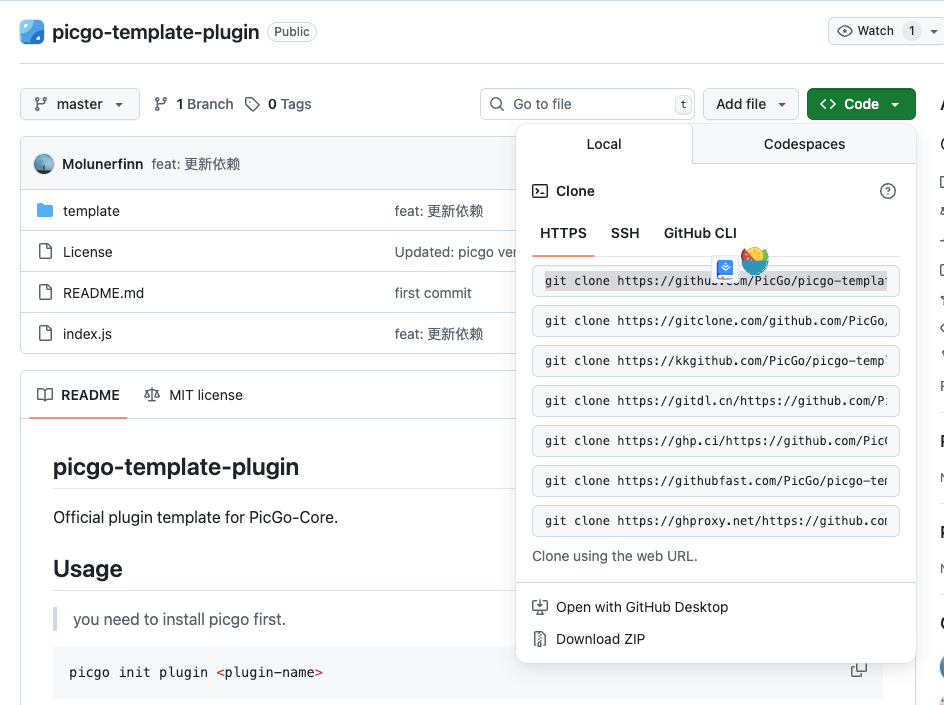 picgo-template-plugin Public
Watch 1
master
1 Branch
0 Tags
Go to file t
Add file
Code
Molunerfinn feat: 更新依赖
template feat: 更新依赖
License Updated: picgo ver
README.md first commit
index.js feat: 更新依赖
README
MIT license
picgo-template-plugin
Official plugin template for PicGo-Core.
Usage
you need to install picgo first.
picgo init plugin <plugin-name>
Local
Codespaces
Clone
HTTPS
SSH
GitHub CLI
git clone https://github.com/PicGo/picgo-templat
git clone https://gitclone.com/github.com/PicGo/
git clone https://kkgithub.com/PicGo/picgo-temp
git clone https://gitdl.cn/https://github.com/Pi
git clone https://ghp.ci/https://github.com/Pic
git clone https://githubfast.com/PicGo/picgo-te
git clone https://ghproxy.net/https://github.co
Clone using the web URL.
Open with GitHub Desktop
Download ZIP